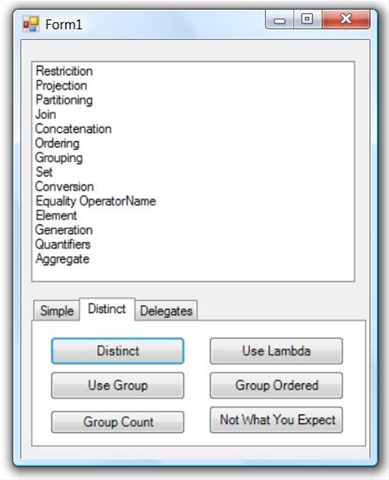 Form1
Restricition
Projection
Partitioning
Join
Concatenation
Ordering
Grouping
Set
Conversion
Equality OperatorName
Element
Generation
Quantifiers
Aggregate
Simple Distinct Delegates
Distinct Use Lambda
Use Group Group Ordered
Group Count Not What You Expect